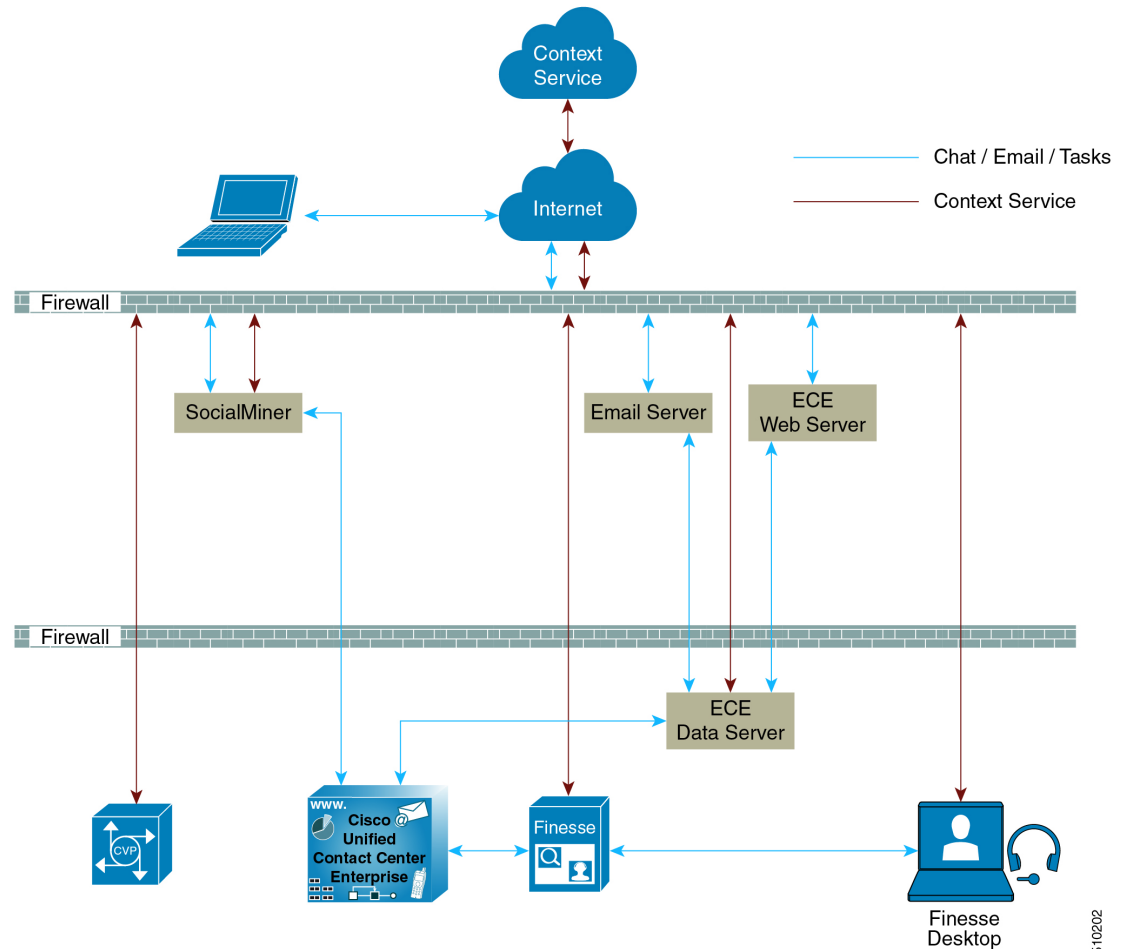 Context
Service
Internet
Chat / Email / Tasks
Context Service
Firewall
SocialMiner
Email Server
ECE
Web Server
Firewall
ECE
Data Server
CVP
www.
@
Cisco
Unified
Contact Center
Enterprise
Finesse
Finesse
Desktop